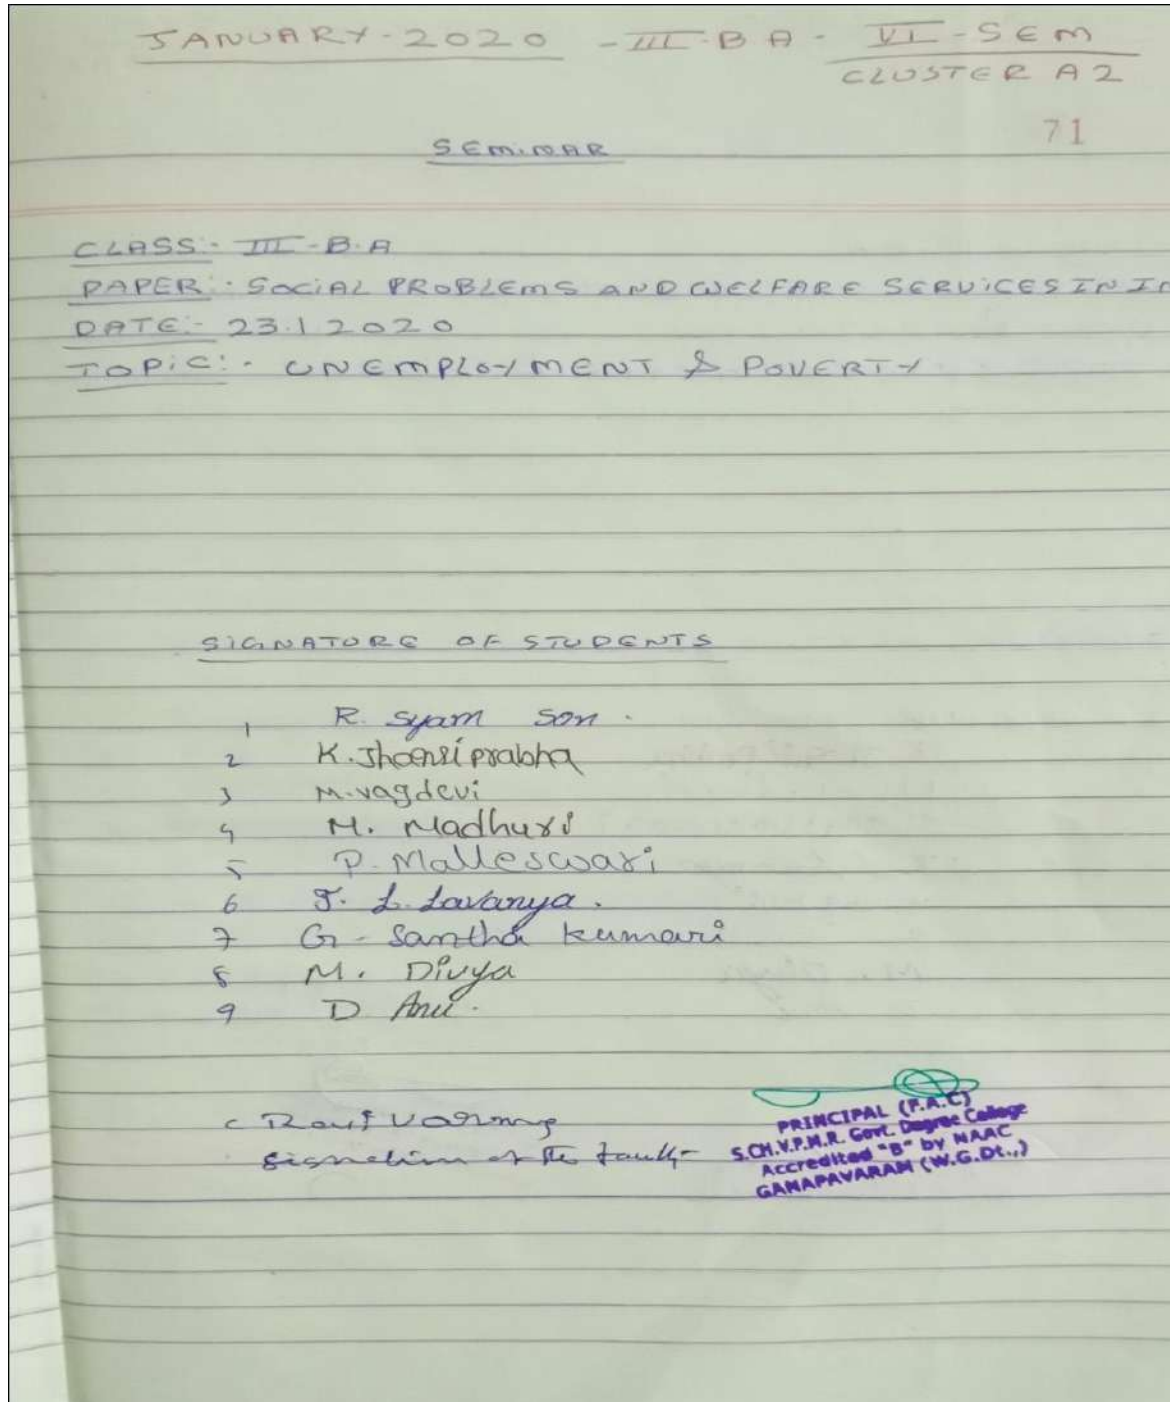 JANUARY-2020 - III-BA - VI-SEM
CLUSTER A2
71
SEMINAR
CLASS:- III-B.A
PAPER:- SOCIAL PROBLEMS AND WELFARE SERVICES IN
DATE:- 23.1.2020
TOPIC:- UNEMPLOYMENT & POVERTY
SIGNATURE OF STUDENTS
1 R. Syam Son.
2 K. Jhansi prabha
3 M. vagdevi
4 M. Madhuri
5 P. Malleswari
6 J. L. Lavanya.
7 G. Santha kumari
8 M. Divya
9 D Anu.
signature of the
PRINCIPAL (F.A.C)
S.CH.V.P.M.R. Govt. Degree College
Accredited "B" by NAAC
GANAPAVARAM (W.G.Dt.,)